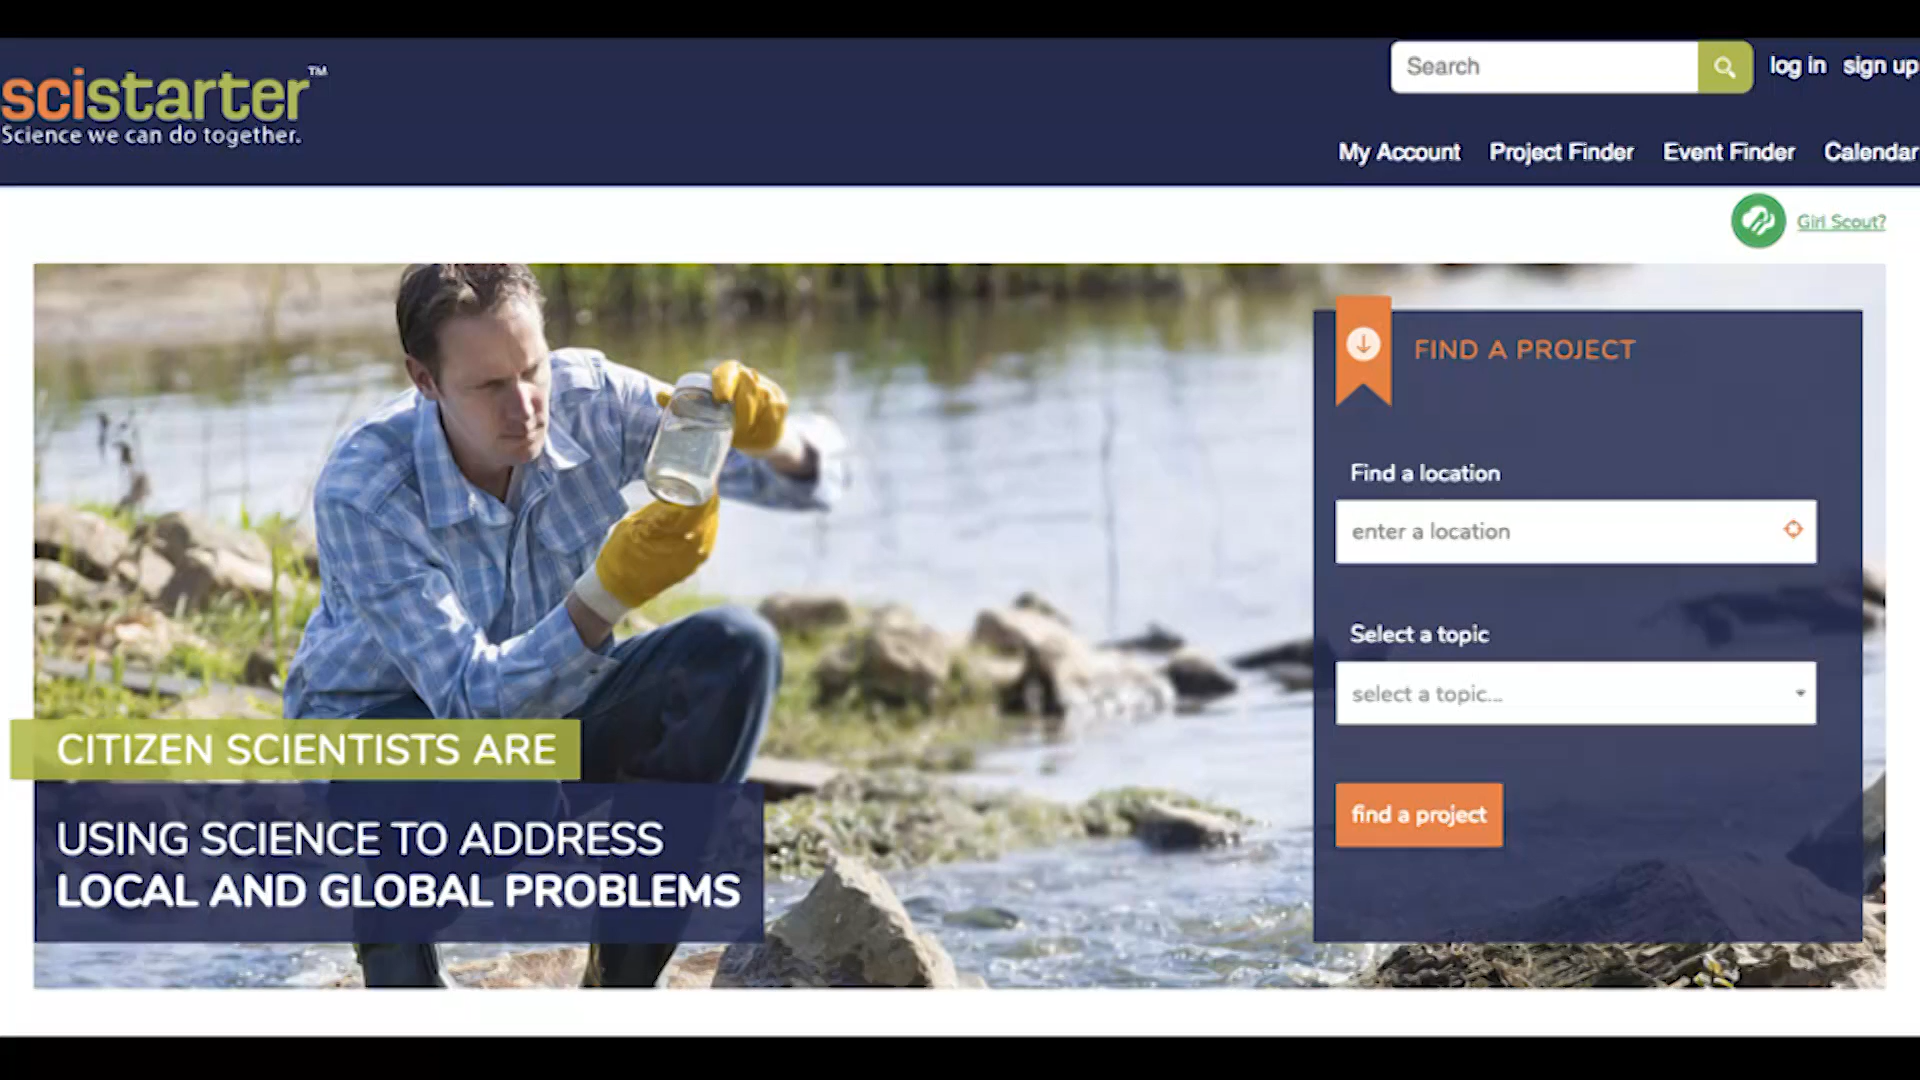 scistarter™
Science we can do together.
Search
log in sign up
My Account Project Finder Event Finder Calendar
Girl Scout?
FIND A PROJECT
Find a location
enter a location
Select a topic
select a topic...
find a project
CITIZEN SCIENTISTS ARE
USING SCIENCE TO ADDRESS
LOCAL AND GLOBAL PROBLEMS